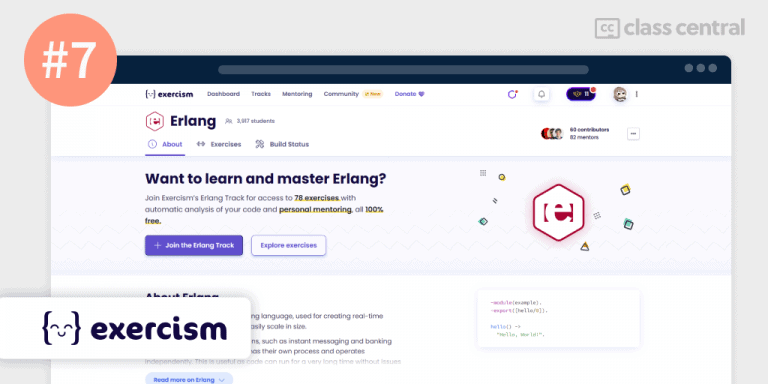 #7
cc class central
exercism
Dashboard
Tracks
Mentoring
Community
New
Donate
Erlang
3,917 students
63 contributors
82 mentors
About
Exercises
Build Status
Want to learn and master Erlang?
Join Exercism's Erlang Track for access to 78 exercises with
automatic analysis of your code and personal mentoring, all 100%
free.
Join the Erlang Track
Explore exercises
e
About Erlang
language, used for creating real-time
easily scale in size.
such as instant messaging and banking
has their own process and operates
independently. This is useful as code can run for a very long time without issues
Read more on Erlang
-module(example).
-export([hello/0]).
hello() ->
"Hello, World!".
exercism